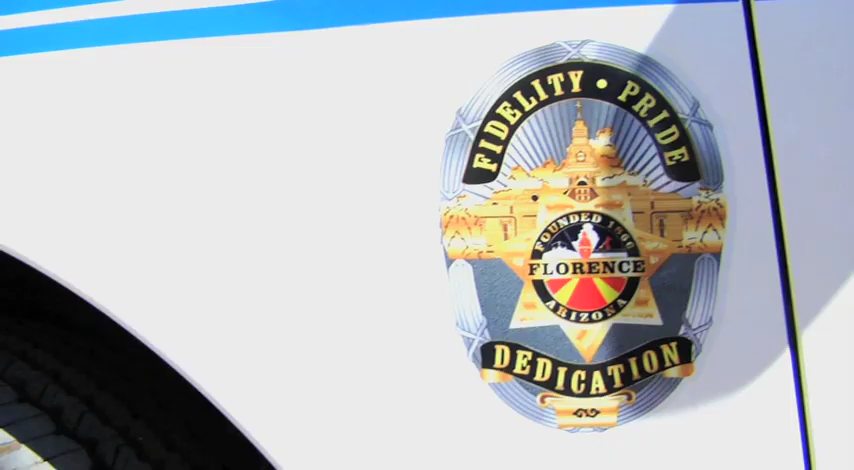 FIDELITY • PRIDE
FOUNDED 1866
FLORENCE
ARIZONA
DEDICATION